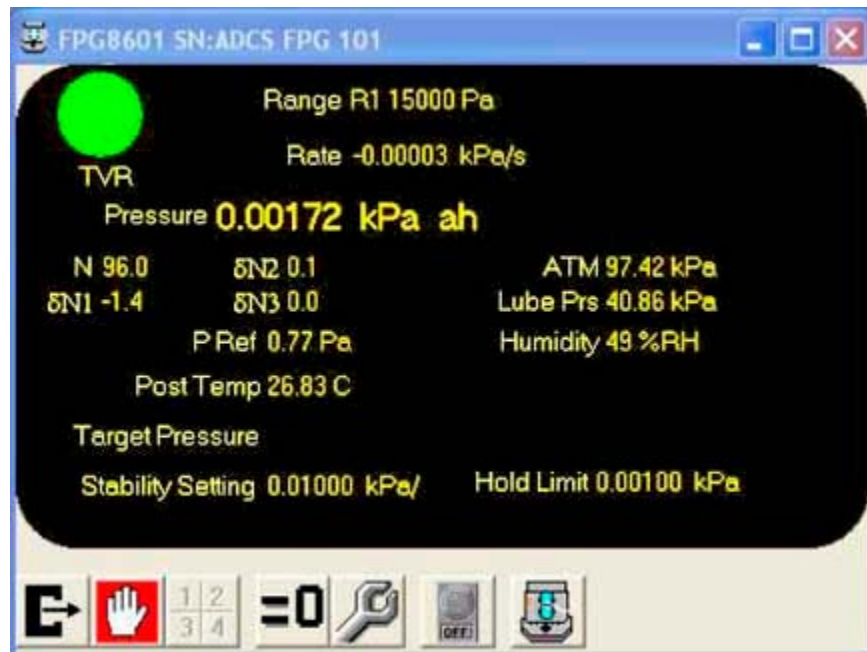 FPG8601 SN:ADCS FPG 101
Range R1 15000 Pa
Rate -0.00003 kPa/s
TVR
Pressure 0.00172 kPa ah
N 96.0 δN2 0.1 ATM 97.42 kPa
δN1 -1.4 δN3 0.0 Lube Prs 40.86 kPa
P Ref 0.77 Pa Humidity 49 %RH
Post Temp 26.83 C
Target Pressure
Stability Setting 0.01000 kPa/ Hold Limit 0.00100 kPa
1 2
3 4
=0
OFF!